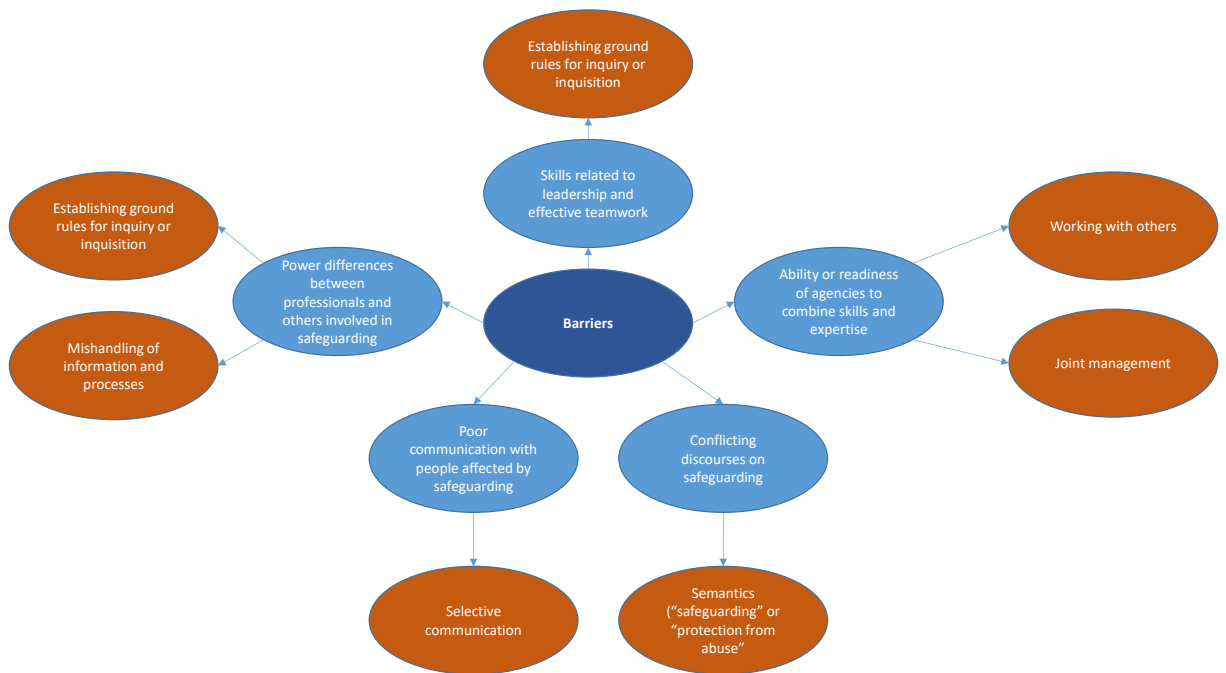 Establishing ground
rules for inquiry or
inquisition
Skills related to
leadership and
effective teamwork
Establishing ground
rules for inquiry or
inquisition
Working with others
Power differences
between
professionals and
others involved in
safeguarding
Barriers
Ability or readiness
of agencies to
combine skills and
expertise
Mishandling of
information and
processes
Joint management
Poor
communication with
people affected by
safeguarding
Conflicting
discourses on
safeguarding
Selective
communication
Semantics
(“safeguarding” or
“protection from
abuse”